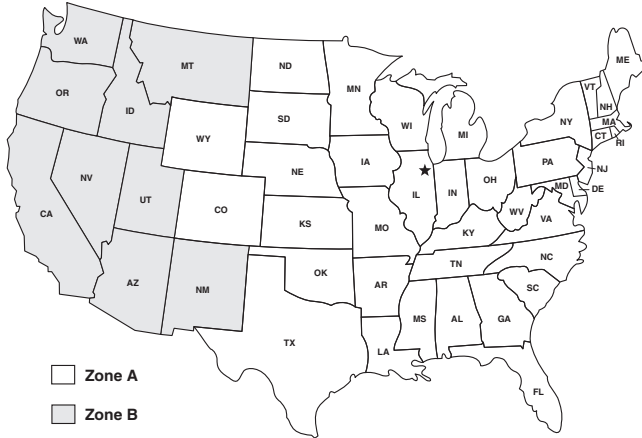 WA
MT
ND
MN
ME
OR
ID
SD
WI
MI
VT
NH
NY
MA
CT
RI
WY
IA
NE
PA
NJ
NV
UT
CO
IL
IN
OH
MD
DE
CA
KS
MO
WV
VA
KY
AZ
NM
OK
AR
TN
NC
SC
TX
LA
MS
AL
GA
FL
Zone A
Zone B